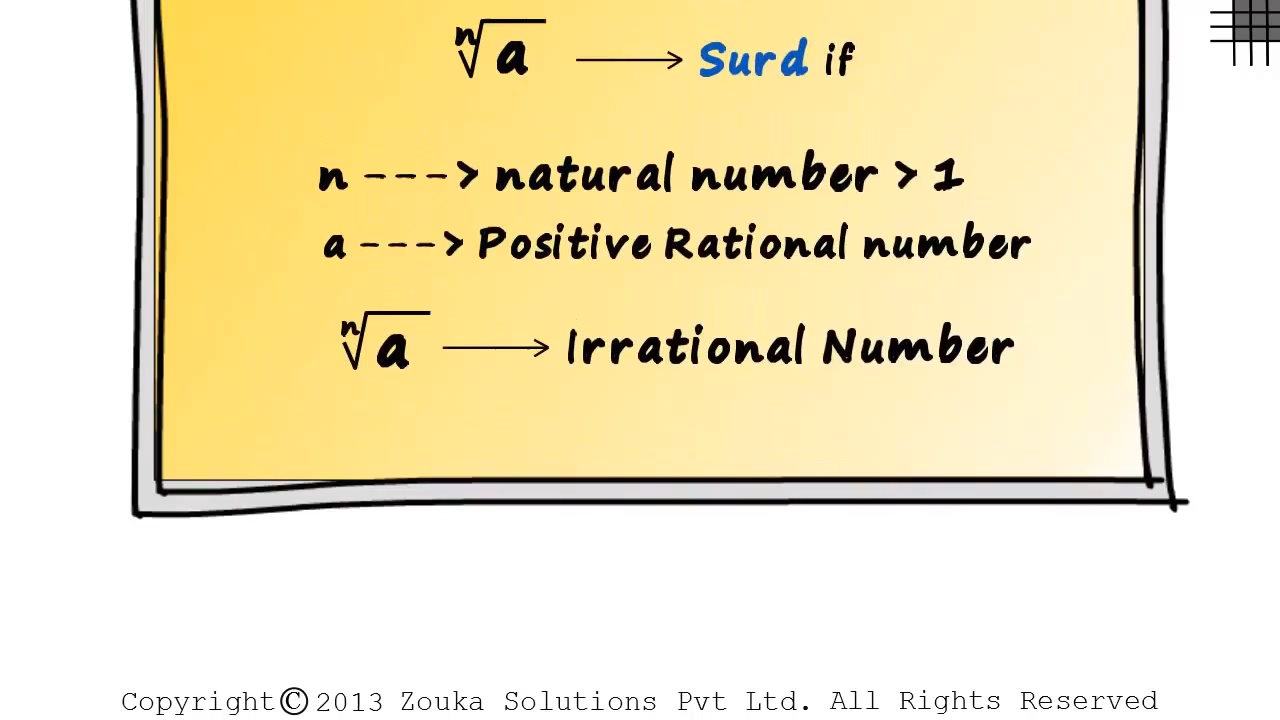 ⁿ√a ⟶ Surd if
n ---> natural number > 1
a ---> Positive Rational number
ⁿ√a ⟶ Irrational Number
Copyright © 2013 Zouka Solutions Pvt Ltd. All Rights Reserved